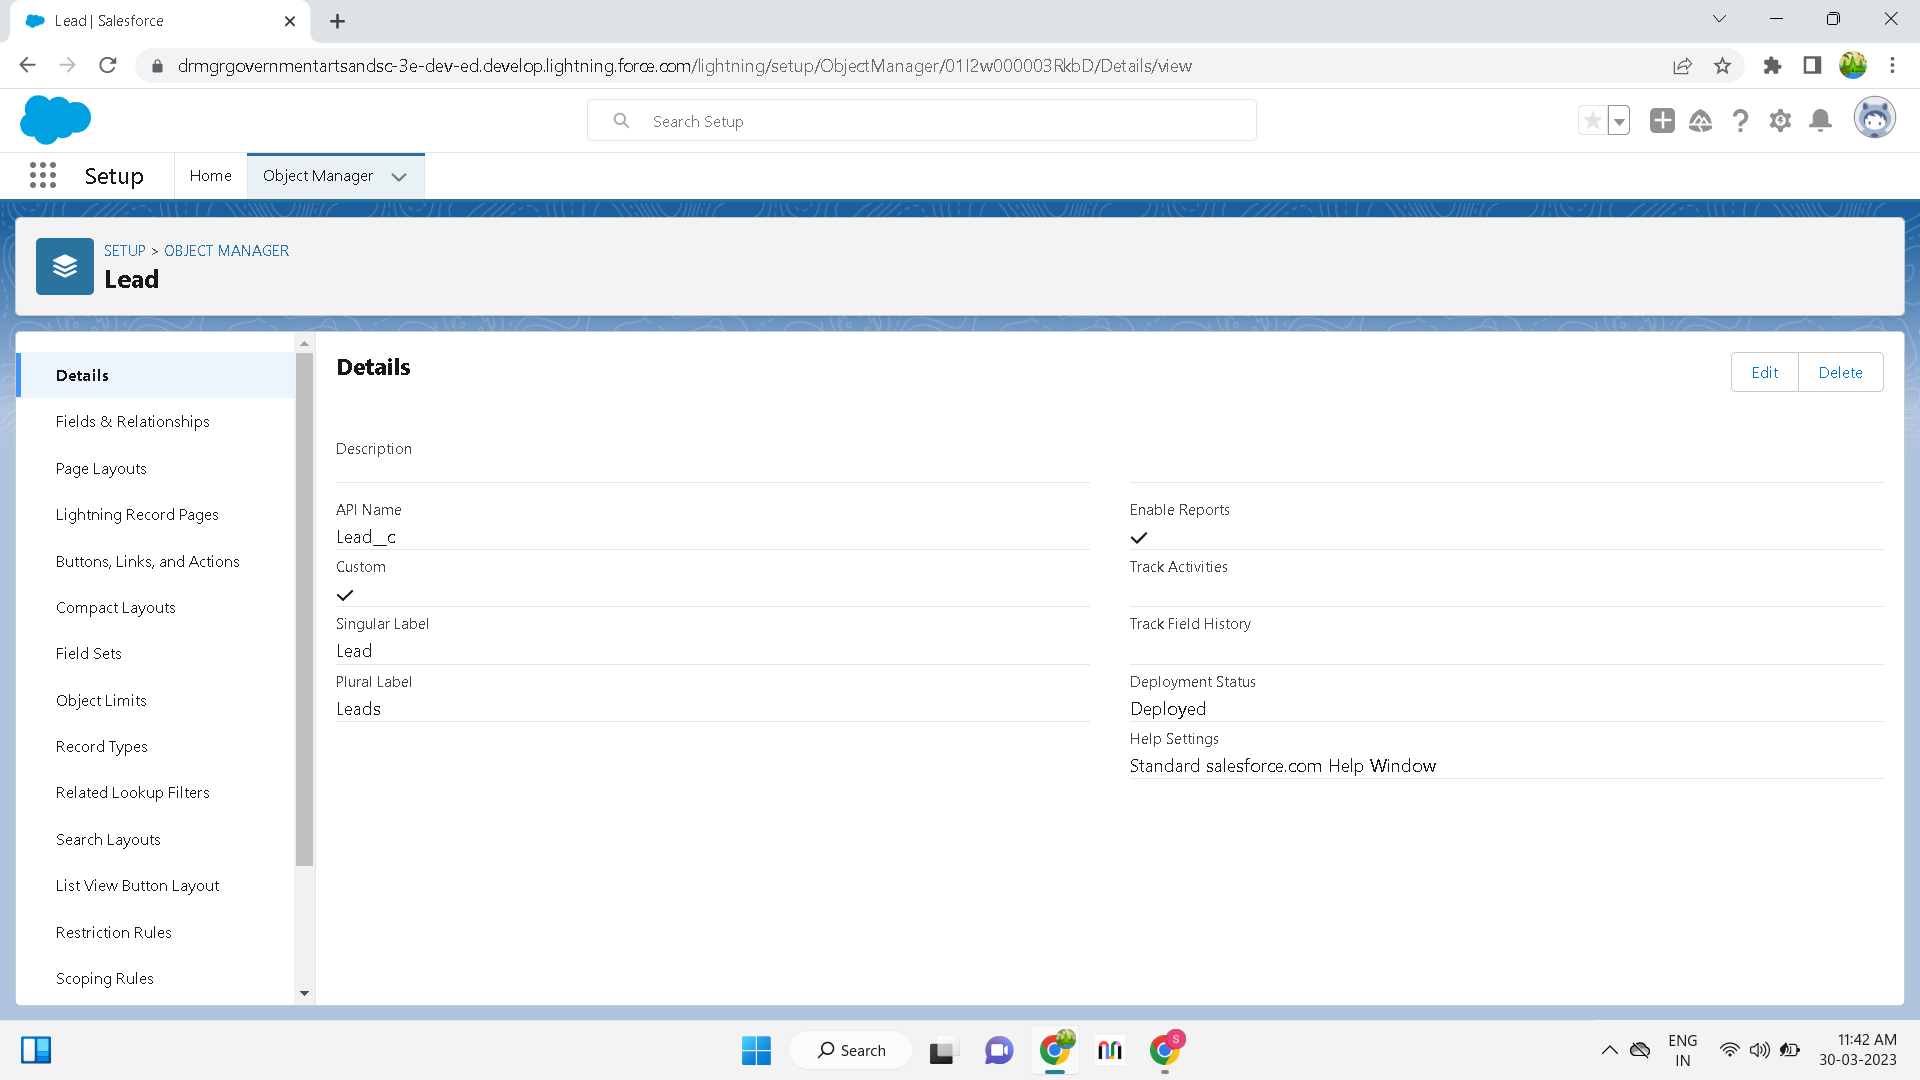 Lead | Salesforce
drmgrgovernmentartsandsc-3e-dev-ed.develop.lightning.force.com/lightning/setup/ObjectManager/01I2w000003RkbD/Details/view
Search Setup
Setup
Home
Object Manager
SETUP > OBJECT MANAGER
Lead
Details
Fields & Relationships
Page Layouts
Lightning Record Pages
Buttons, Links, and Actions
Compact Layouts
Field Sets
Object Limits
Record Types
Related Lookup Filters
Search Layouts
List View Button Layout
Restriction Rules
Scoping Rules
Details
Edit
Delete
Description
API Name
Lead__c
Custom
Singular Label
Lead
Plural Label
Leads
Enable Reports
Track Activities
Track Field History
Deployment Status
Deployed
Help Settings
Standard salesforce.com Help Window
Search
S
ENG
IN
11:42 AM
30-03-2023